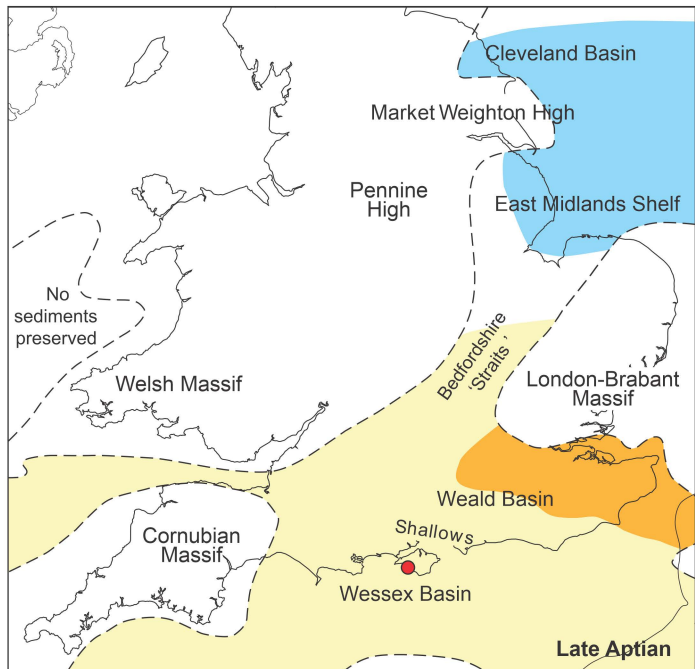 Cleveland Basin
Market Weighton High
Pennine
High
East Midlands Shelf
No
sediments
preserved
Bedfordshire
‘Straits’
Welsh Massif
London-Brabant
Massif
Weald Basin
Shallows
Cornubian
Massif
Wessex Basin
Late Aptian